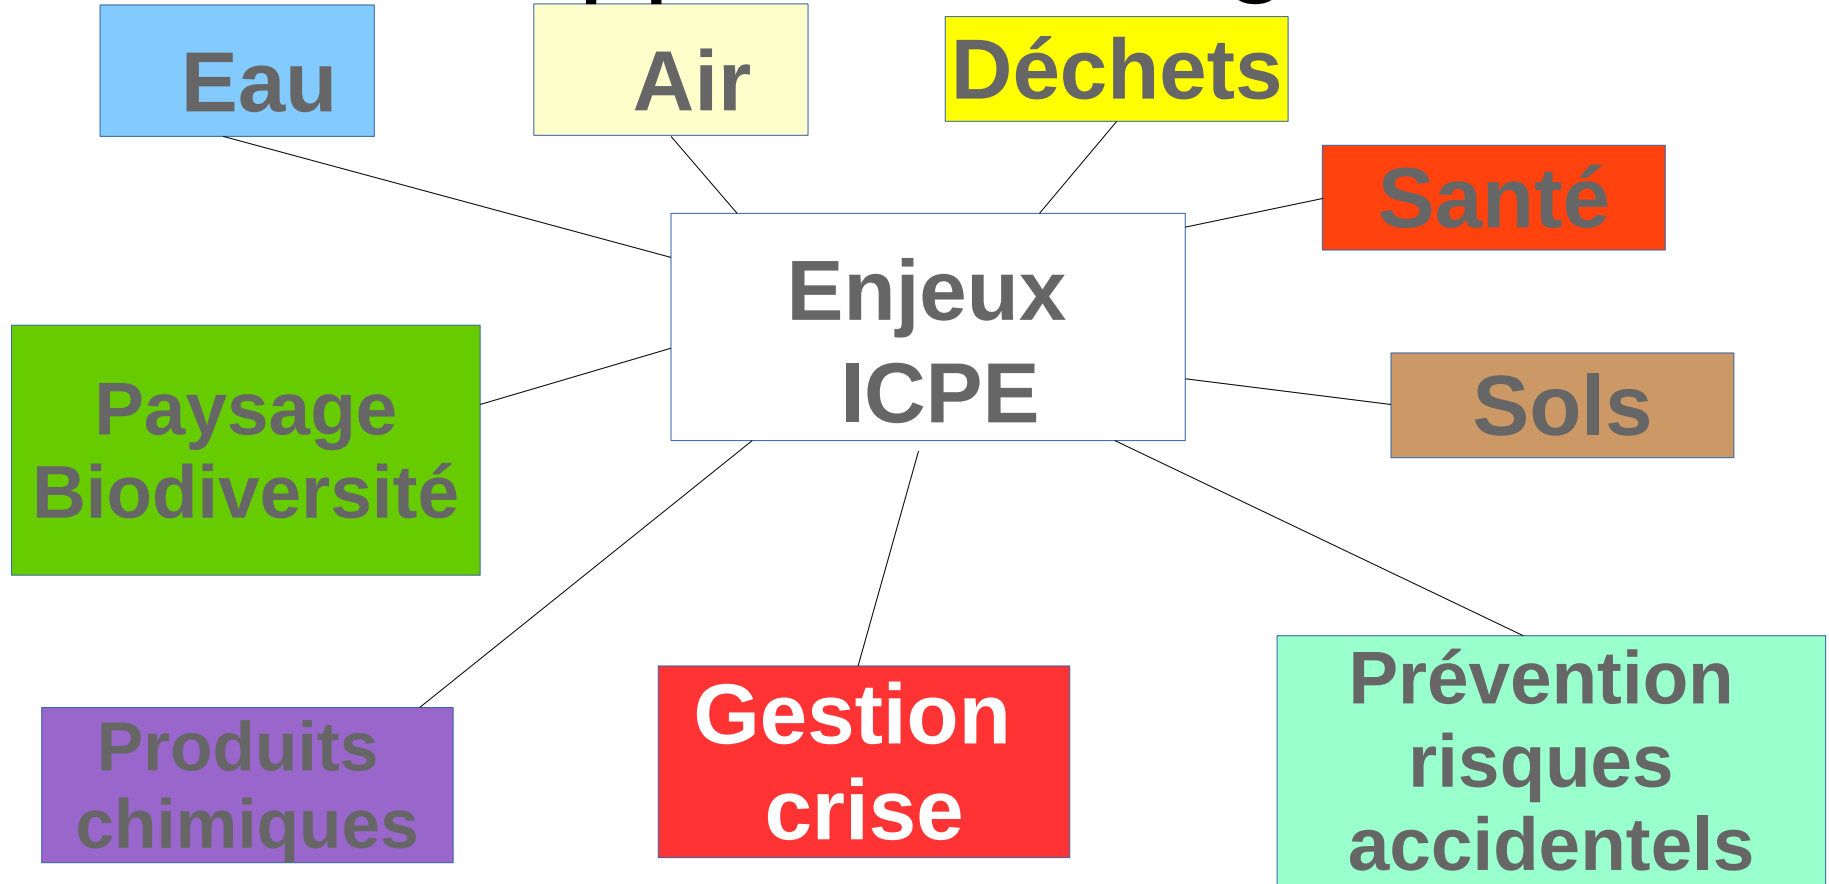 Eau
Air
Déchets
Santé
Enjeux
ICPE
Paysage
Biodiversité
Sols
Produits
chimiques
Gestion
crise
Prévention
risques
accidentels